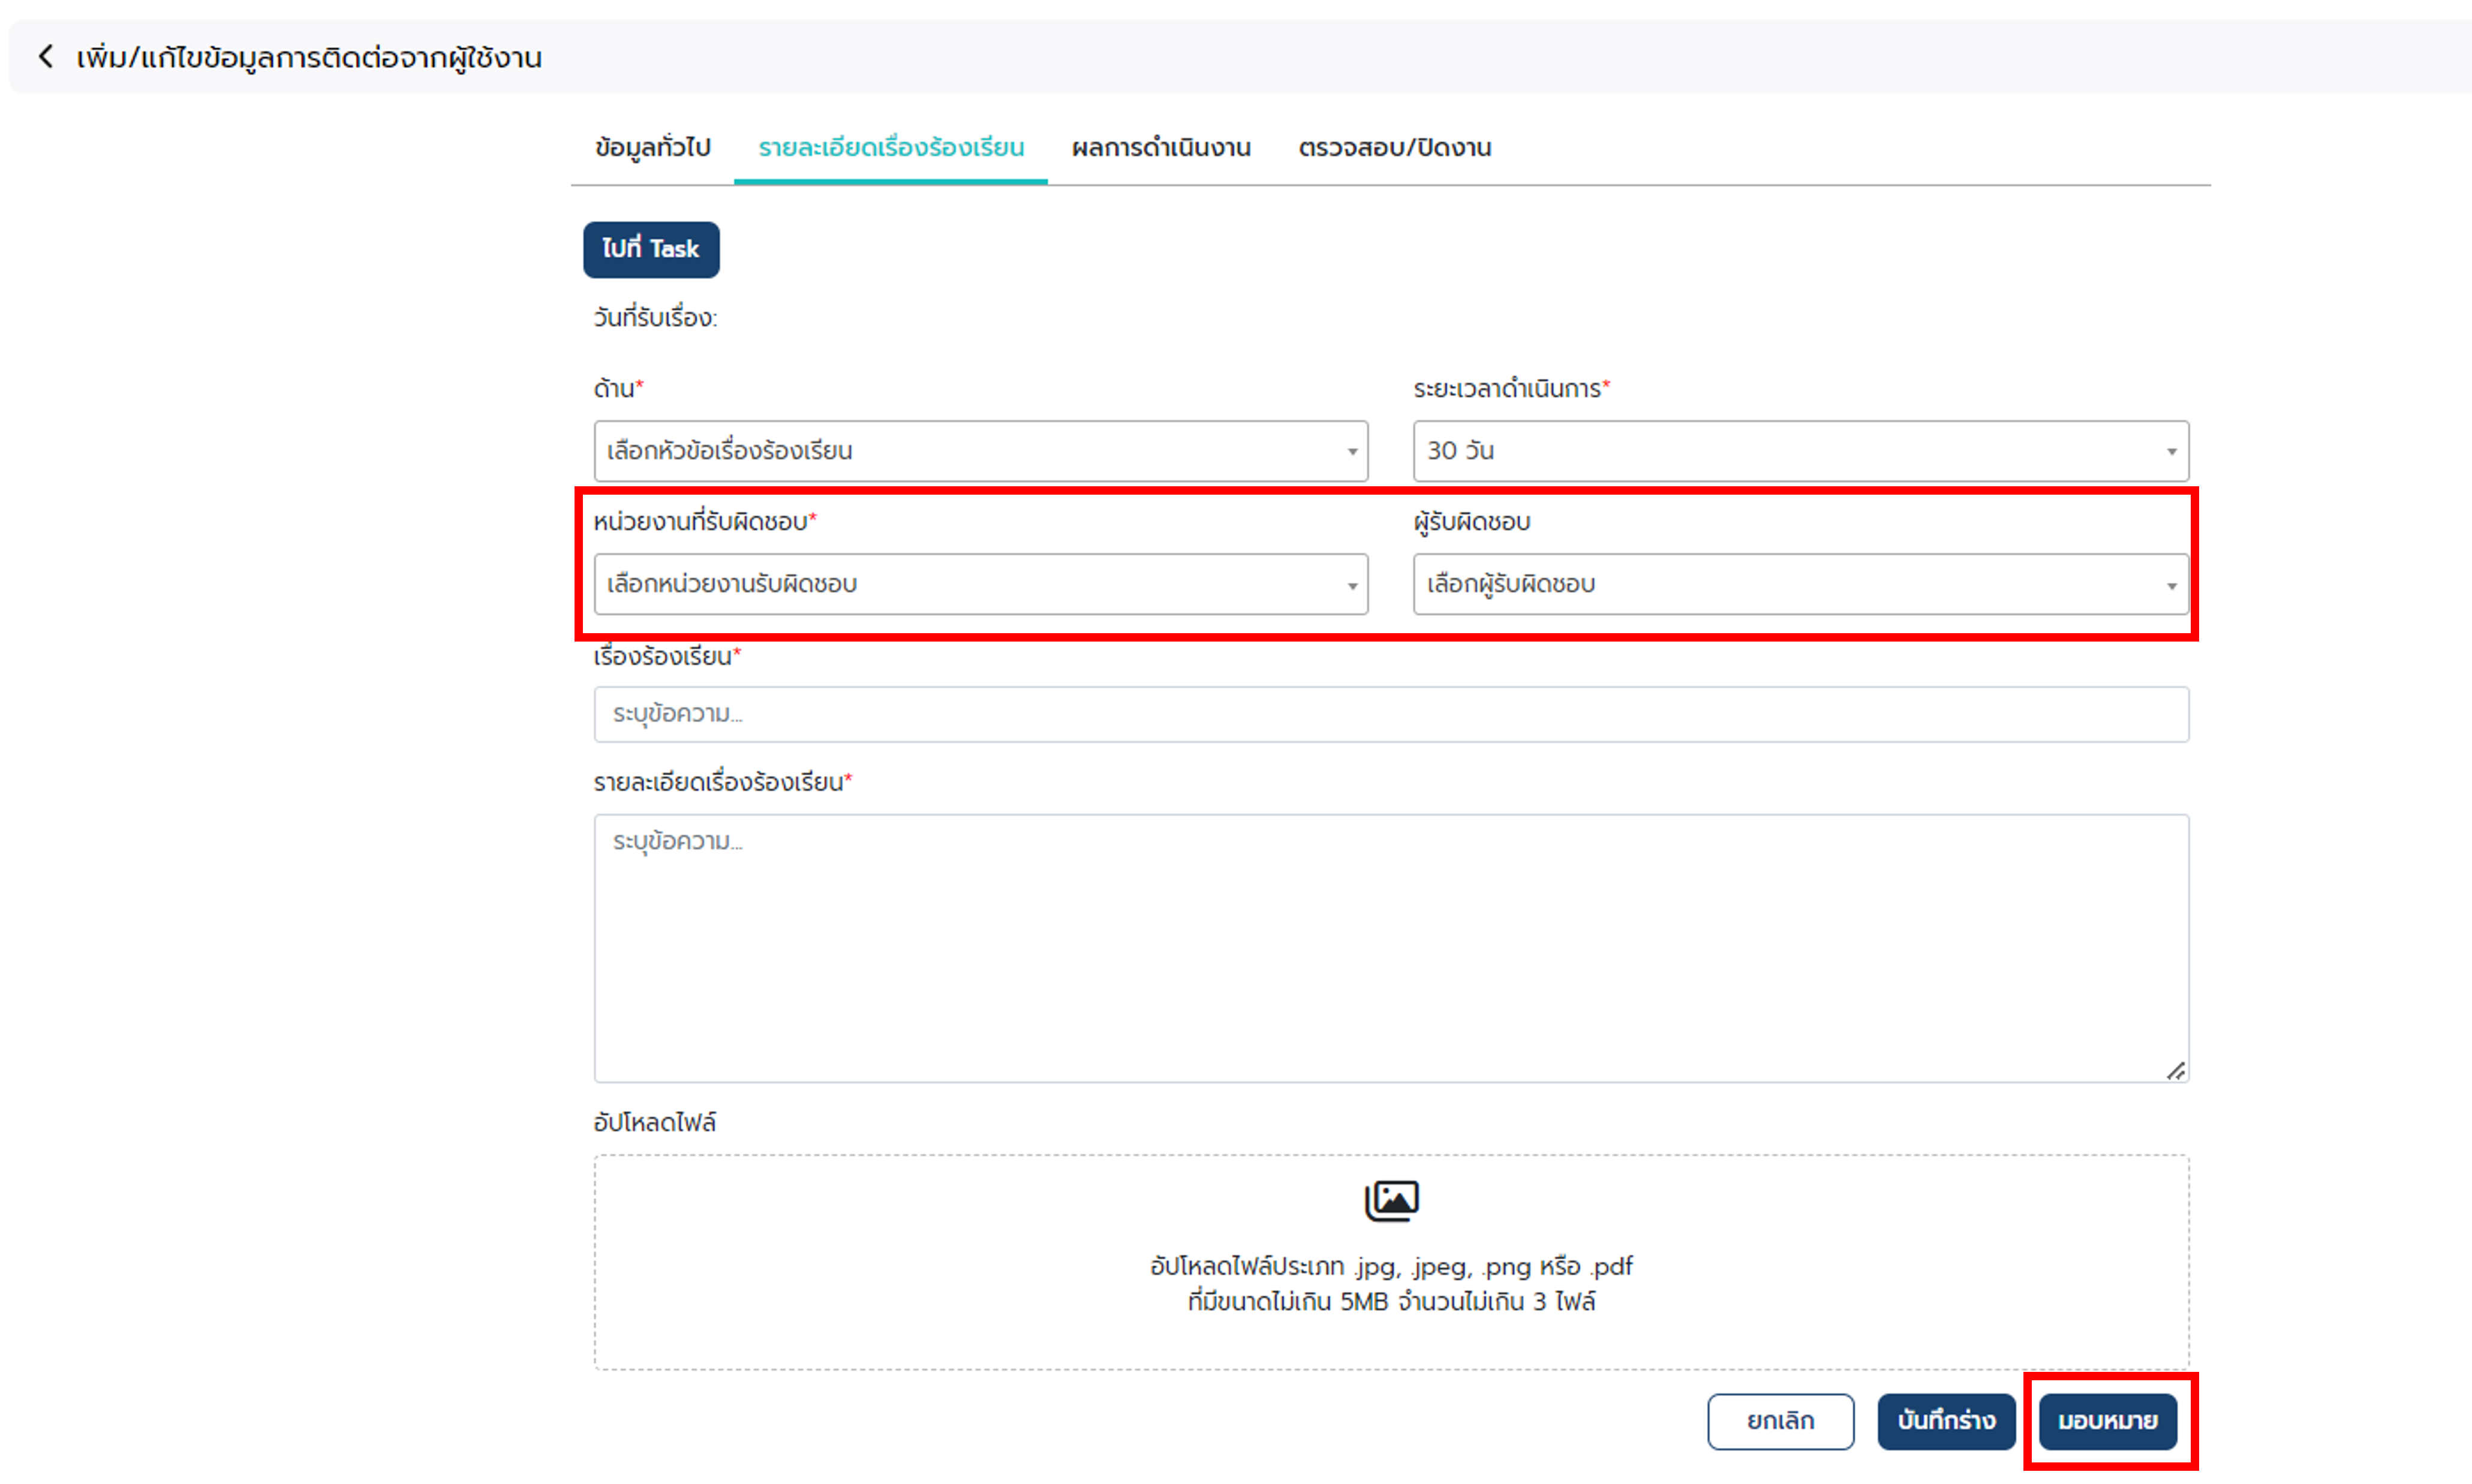 เพิ่ม/แก้ไขข้อมูลการติดต่อจากผู้ใช้งาน
ข้อมูลทั่วไป รายละเอียดเรื่องร้องเรียน ผลการดำเนินงาน ตรวจสอบ/ปิดงาน
ไปที่ Task
วันที่รับเรื่อง:
ด้าน* ระยะเวลาดำเนินการ*
เลือกหัวข้อเรื่องร้องเรียน 30 วัน
หน่วยงานที่รับผิดชอบ* ผู้รับผิดชอบ
เลือกหน่วยงานรับผิดชอบ เลือกผู้รับผิดชอบ
เรื่องร้องเรียน*
ระบุข้อความ...
รายละเอียดเรื่องร้องเรียน*
ระบุข้อความ...
อัปโหลดไฟล์
อัปโหลดไฟล์ประเภท .jpg, .jpeg, .png หรือ .pdf
ที่มีขนาดไม่เกิน 5MB จำนวนไม่เกิน 3 ไฟล์
ยกเลิก บันทึกร่าง มอบหมาย